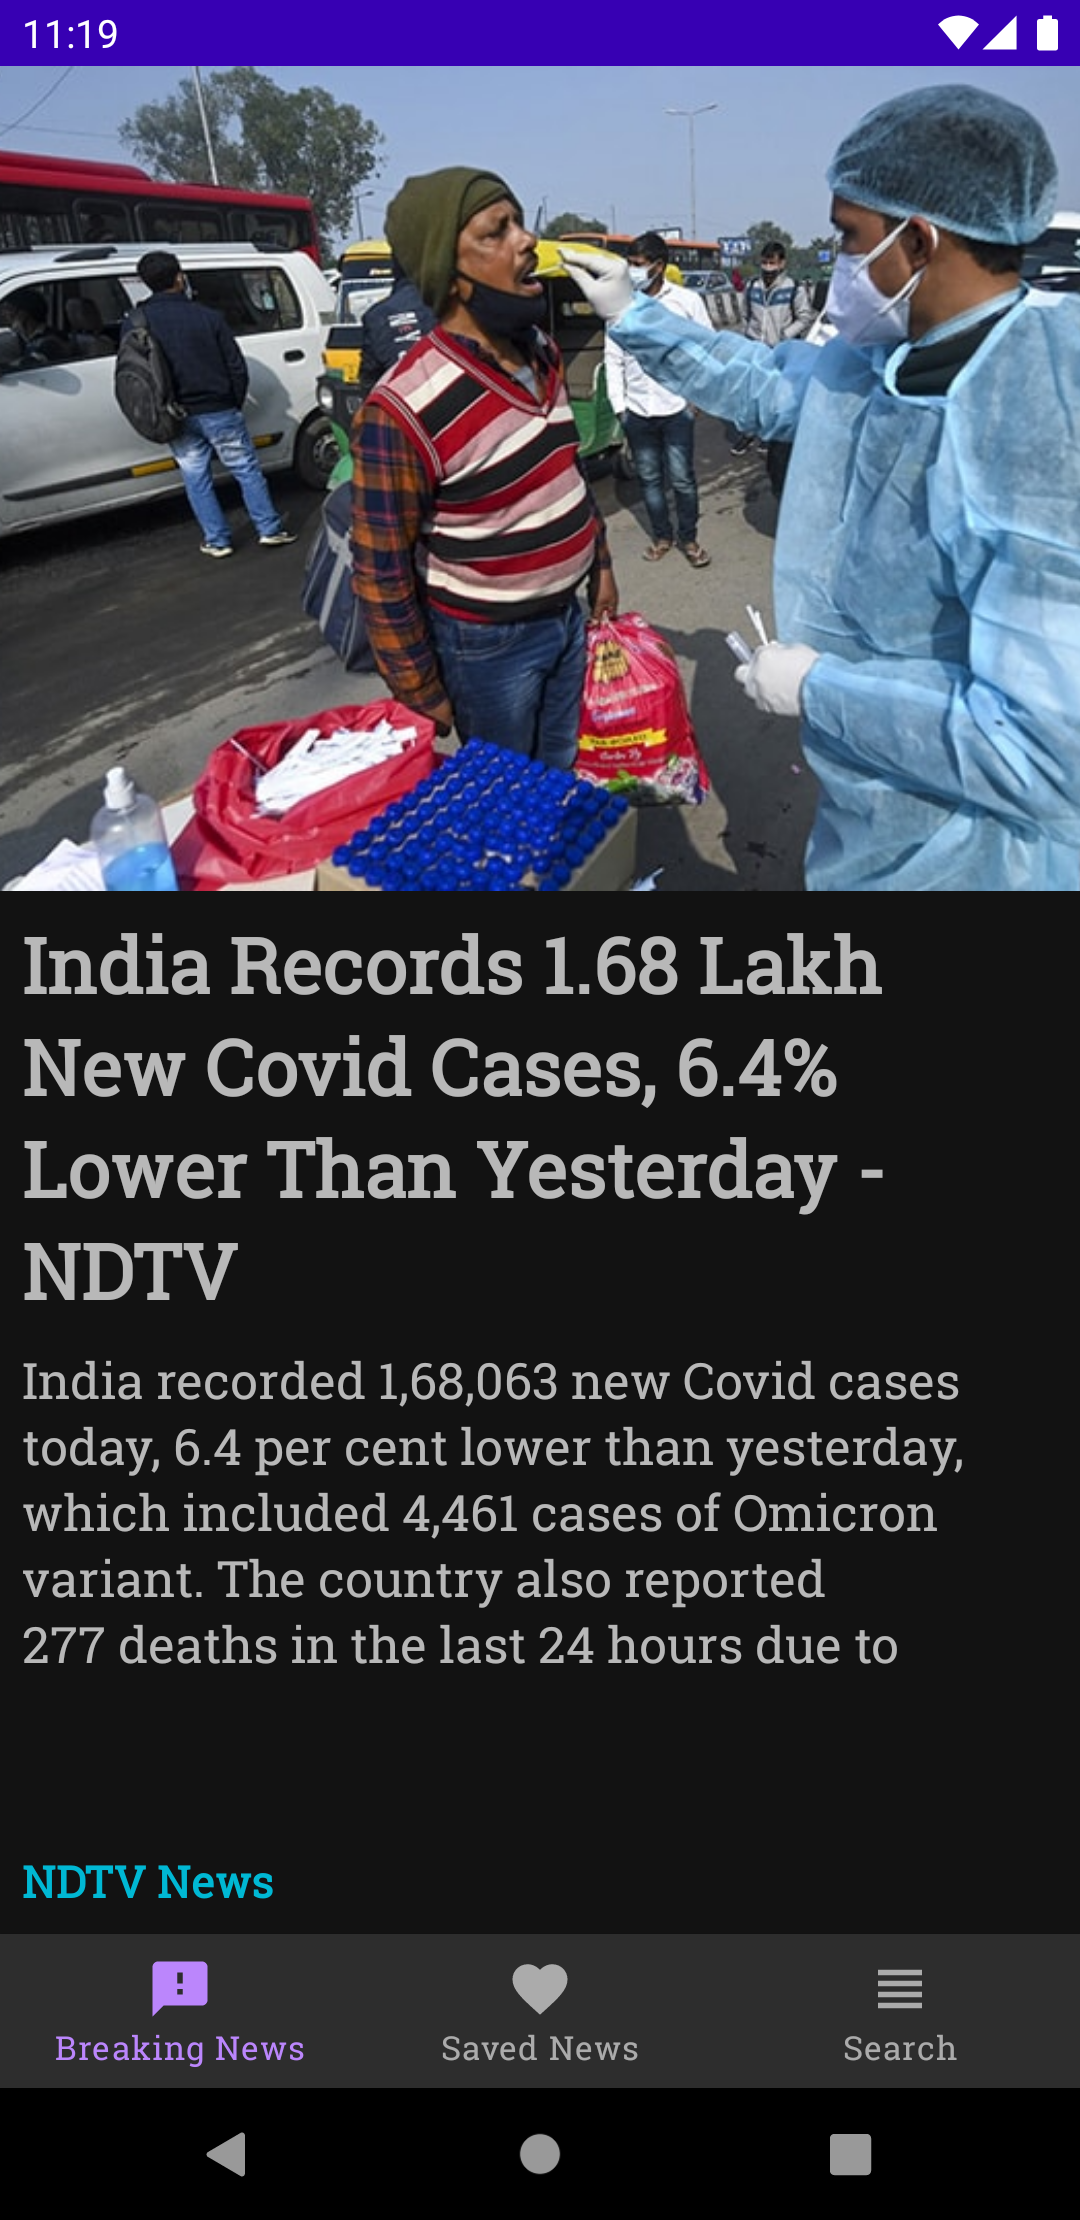 11:19
India Records 1.68 Lakh
New Covid Cases, 6.4%
Lower Than Yesterday -
NDTV
India recorded 1,68,063 new Covid cases
today, 6.4 per cent lower than yesterday,
which included 4,461 cases of Omicron
variant. The country also reported
277 deaths in the last 24 hours due to
NDTV News
Breaking News
Saved News
Search